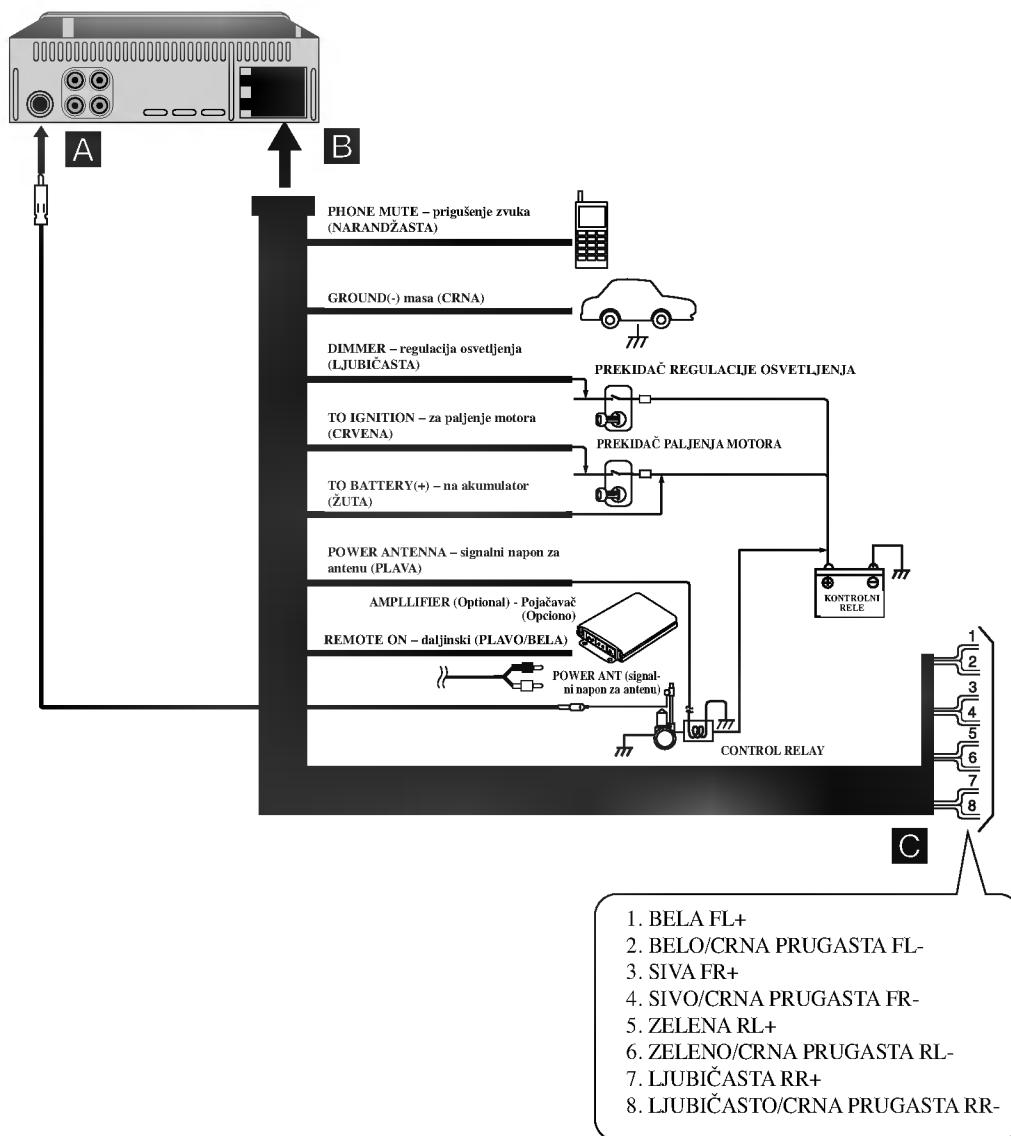 A
B
PHONE MUTE – prigušenje zvuka
(NARANDŽASTA)
GROUND(-) masa (CRNA)
DIMMER – regulacija osvetljenja
(LJUBIČASTA)
PREKIDAČ REGULACIJE OSVETLJENJA
TO IGNITION – za paljenje motora
(CRVENA)
PREKIDAČ PALJENJA MOTORA
TO BATTERY(+) – na akumulator
(ŽUTA)
POWER ANTENNA – signalni napon za
antenu (PLAVA)
KONTROLNI
RELE
AMPLLIFIER (Optional) - Pojačavač
(Opciono)
REMOTE ON – daljinski (PLAVO/BELA)
POWER ANT (signal-
ni napon za antenu)
CONTROL RELAY
1
2
3
4
5
6
7
8
C
1. BELA FL+
2. BELO/CRNA PRUGASTA FL-
3. SIVA FR+
4. SIVO/CRNA PRUGASTA FR-
5. ZELENA RL+
6. ZELENO/CRNA PRUGASTA RL-
7. LJUBIČASTA RR+
8. LJUBIČASTO/CRNA PRUGASTA RR-